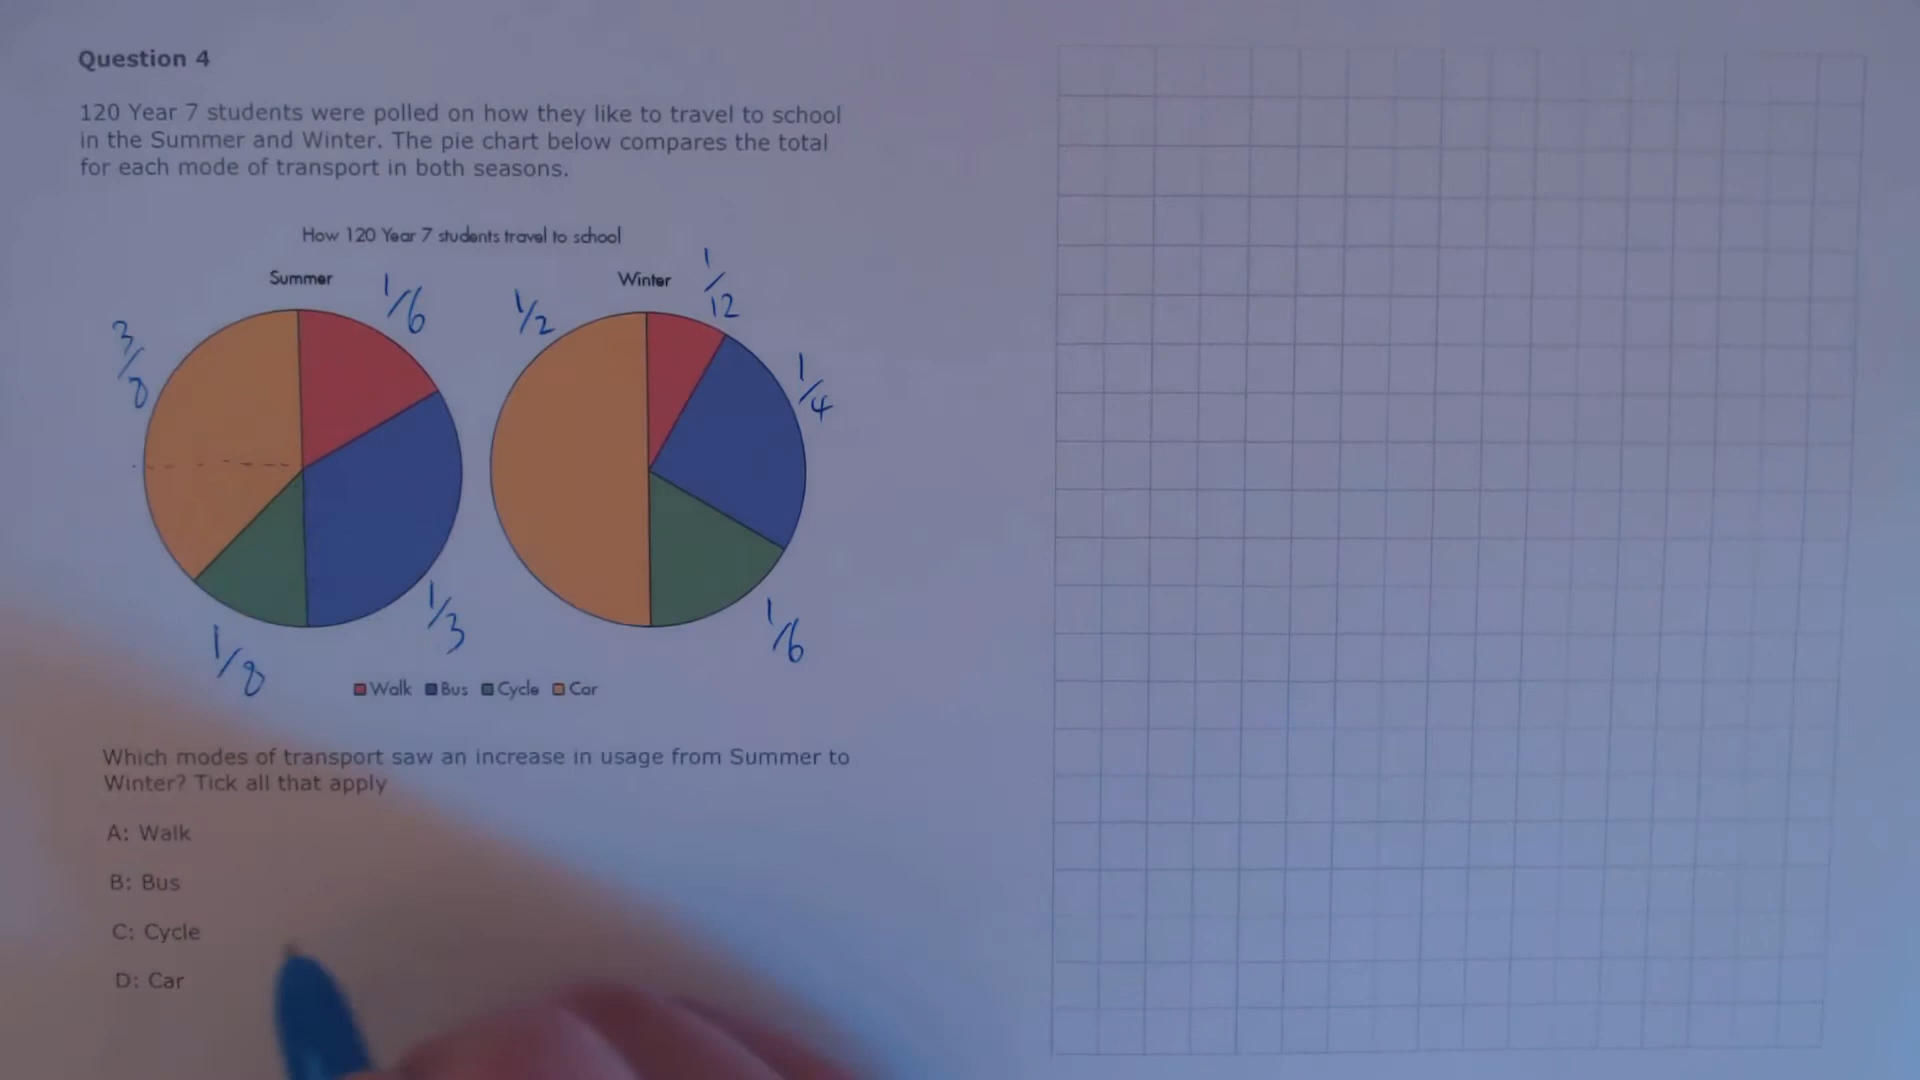 Question 4
120 Year 7 students were polled on how they like to travel to school
in the Summer and Winter. The pie chart below compares the total
for each mode of transport in both seasons.
How 120 Year 7 students travel to school
Summer
Winter
3/8
1/6
1/2
1/12
1/4
1/8
1/3
1/6
Walk Bus Cycle Car
Which modes of transport saw an increase in usage from Summer to
Winter? Tick all that apply
A: Walk
B: Bus
C: Cycle
D: Car